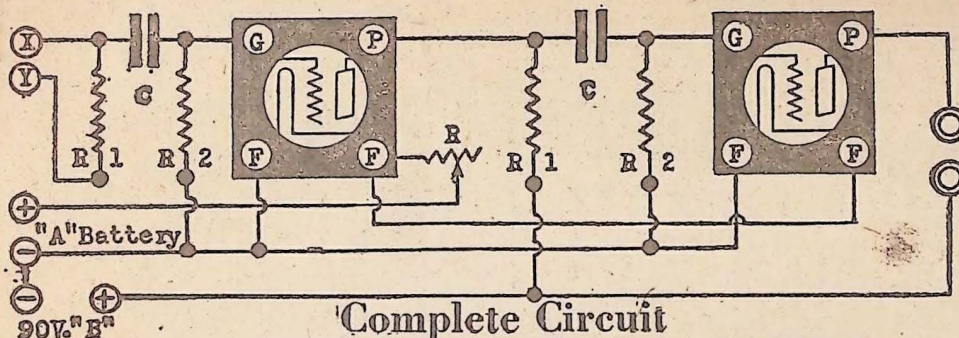 X
C
G
P
C
G
P
Y
R 1
R 2
F
F
R
R 1
R 2
F
F
+
"A" Battery
−
− +
90V. "B"
Complete Circuit